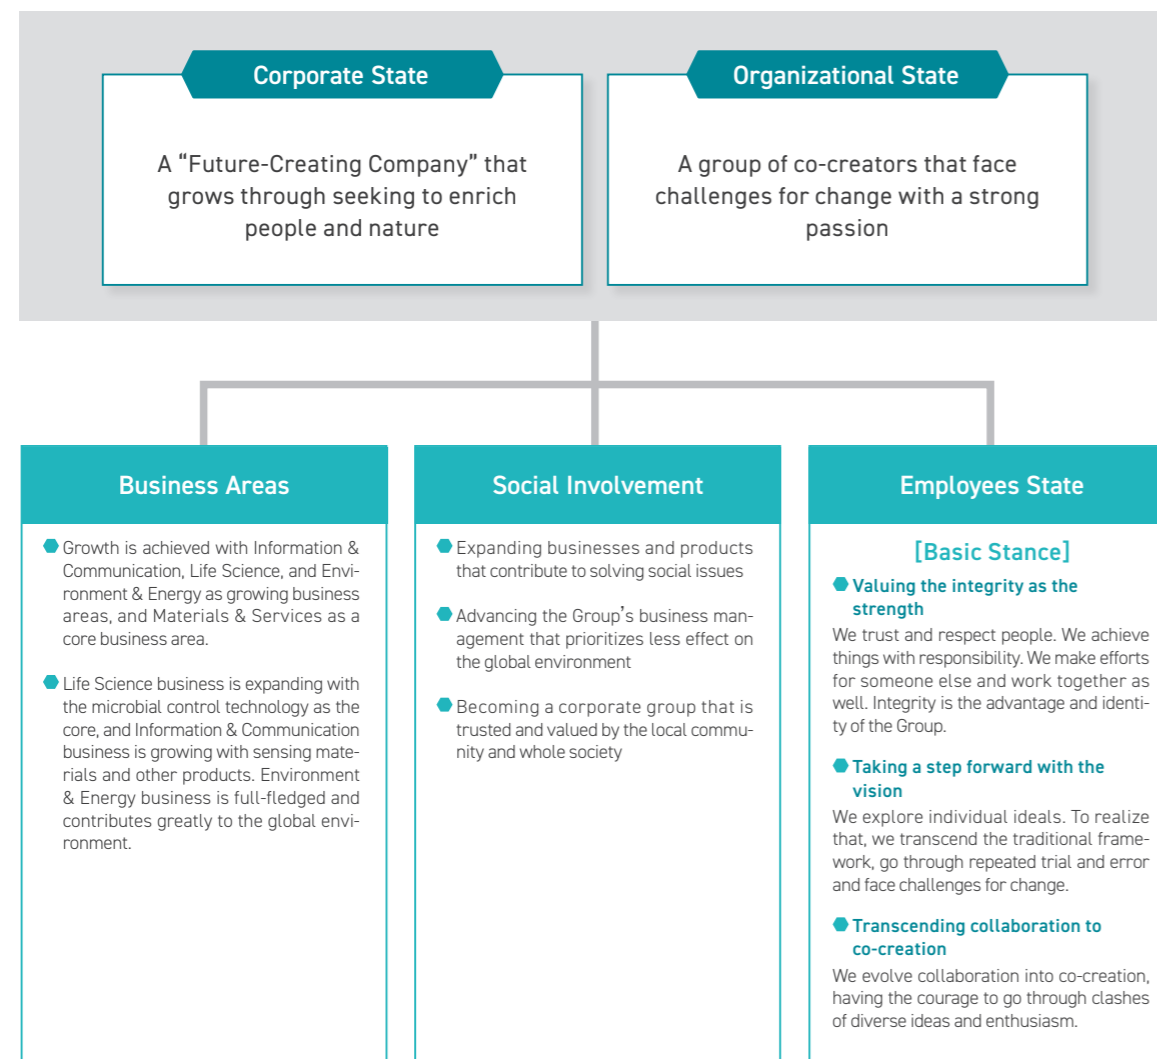 Corporate State
A “Future-Creating Company” that
grows through seeking to enrich
people and nature
Organizational State
A group of co-creators that face
challenges for change with a strong
passion
Business Areas
Growth is achieved with Information &
Communication, Life Science, and Envi-
ronment & Energy as growing business
areas, and Materials & Services as a
core business area.
Life Science business is expanding with
the microbial control technology as the
core, and Information & Communication
business is growing with sensing mate-
rials and other products. Environment
& Energy business is full-fledged and
contributes greatly to the global envi-
ronment.
Social Involvement
Expanding businesses and products
that contribute to solving social issues
Advancing the Group’s business man-
agement that prioritizes less effect on
the global environment
Becoming a corporate group that is
trusted and valued by the local commu-
nity and whole society
Employees State
[Basic Stance]
Valuing the integrity as the
strength
We trust and respect people. We achieve
things with responsibility. We make efforts
for someone else and work together as
well. Integrity is the advantage and identi-
ty of the Group.
Taking a step forward with the
vision
We explore individual ideals. To realize
that, we transcend the traditional frame-
work, go through repeated trial and error
and face challenges for change.
Transcending collaboration to
co-creation
We evolve collaboration into co-creation,
having the courage to go through clashes
of diverse ideas and enthusiasm.